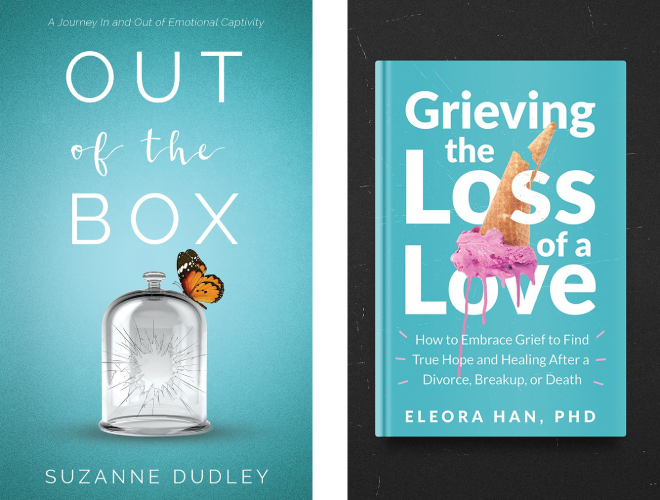 A Journey In and Out of Emotional Captivity
OUT
of the
BOX
SUZANNE DUDLEY
Grieving
the
Loss
of a
Love
How to Embrace Grief to Find
True Hope and Healing After a
Divorce, Breakup, or Death
ELEORA HAN, PHD